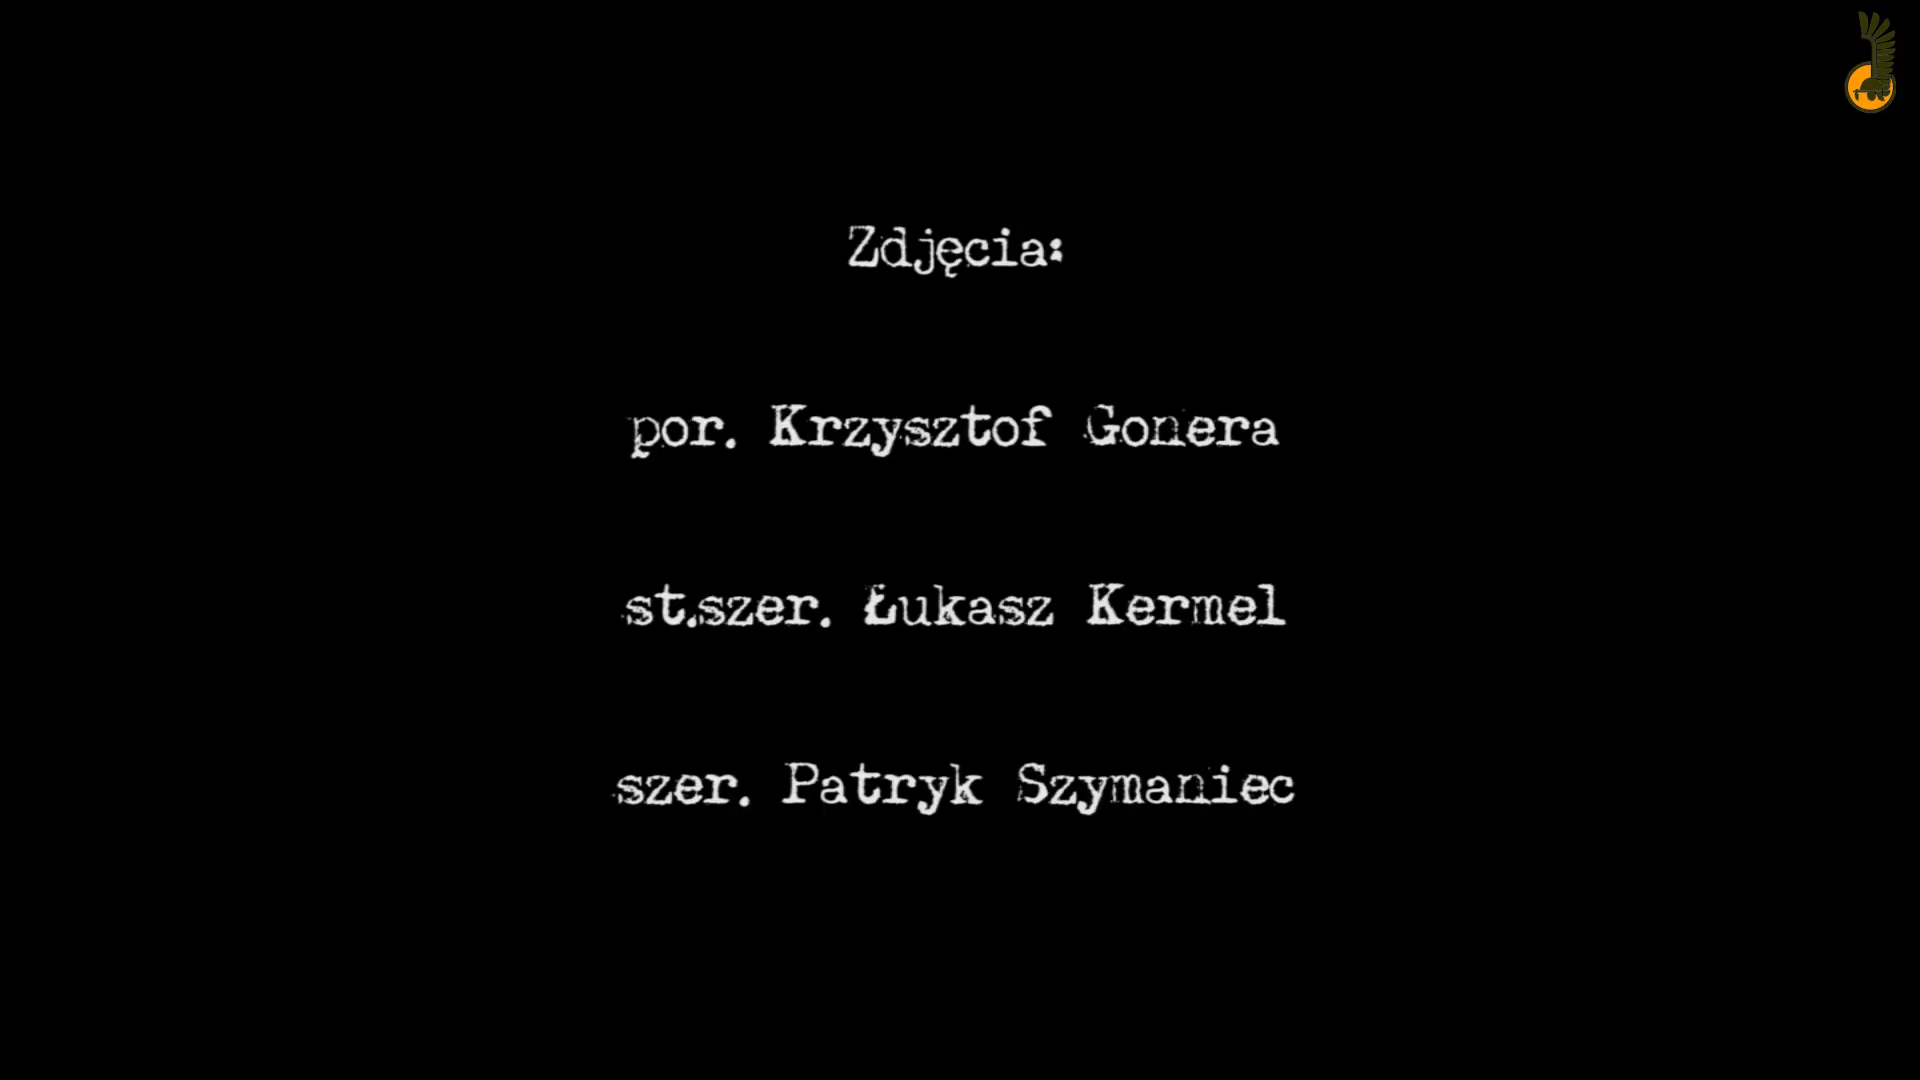 Zdjęcia:
por. Krzysztof Gonera
st.szer. Łukasz Kermel
szer. Patryk Szymaniec